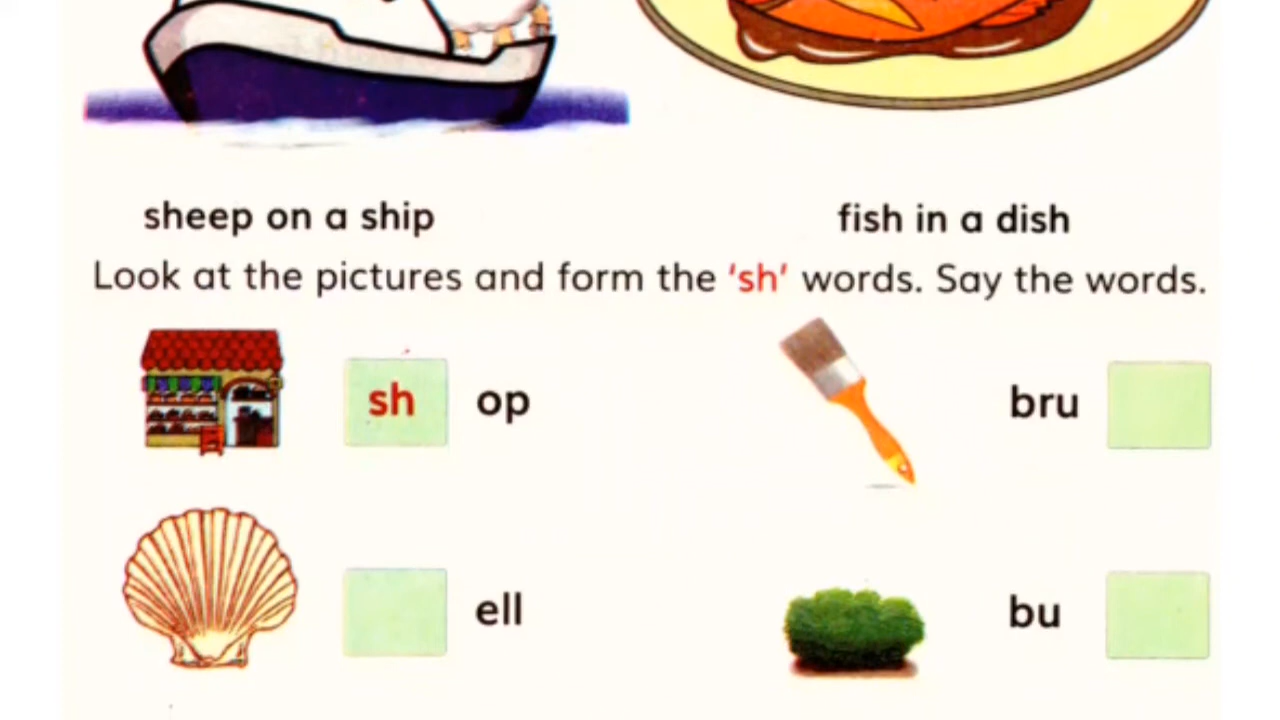 sheep on a ship
fish in a dish
Look at the pictures and form the ‘sh’ words. Say the words.
sh op
bru
ell
bu